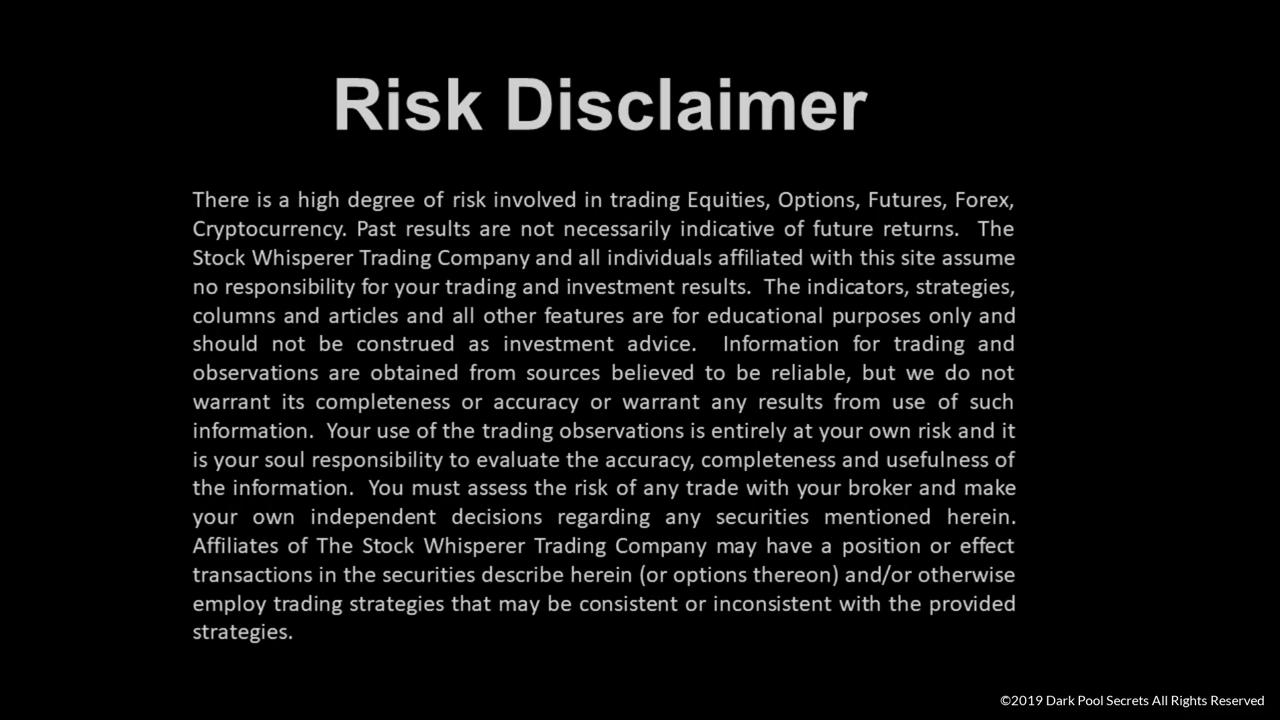 Risk Disclaimer
There is a high degree of risk involved in trading Equities, Options, Futures, Forex,
Cryptocurrency. Past results are not necessarily indicative of future returns.  The
Stock Whisperer Trading Company and all individuals affiliated with this site assume
no responsibility for your trading and investment results.  The indicators, strategies,
columns and articles and all other features are for educational purposes only and
should not be construed as investment advice.  Information for trading and
observations are obtained from sources believed to be reliable, but we do not
warrant its completeness or accuracy or warrant any results from use of such
information.  Your use of the trading observations is entirely at your own risk and it
is your soul responsibility to evaluate the accuracy, completeness and usefulness of
the information.  You must assess the risk of any trade with your broker and make
your own independent decisions regarding any securities mentioned herein.
Affiliates of The Stock Whisperer Trading Company may have a position or effect
transactions in the securities describe herein (or options thereon) and/or otherwise
employ trading strategies that may be consistent or inconsistent with the provided
strategies.
©2019 Dark Pool Secrets All Rights Reserved